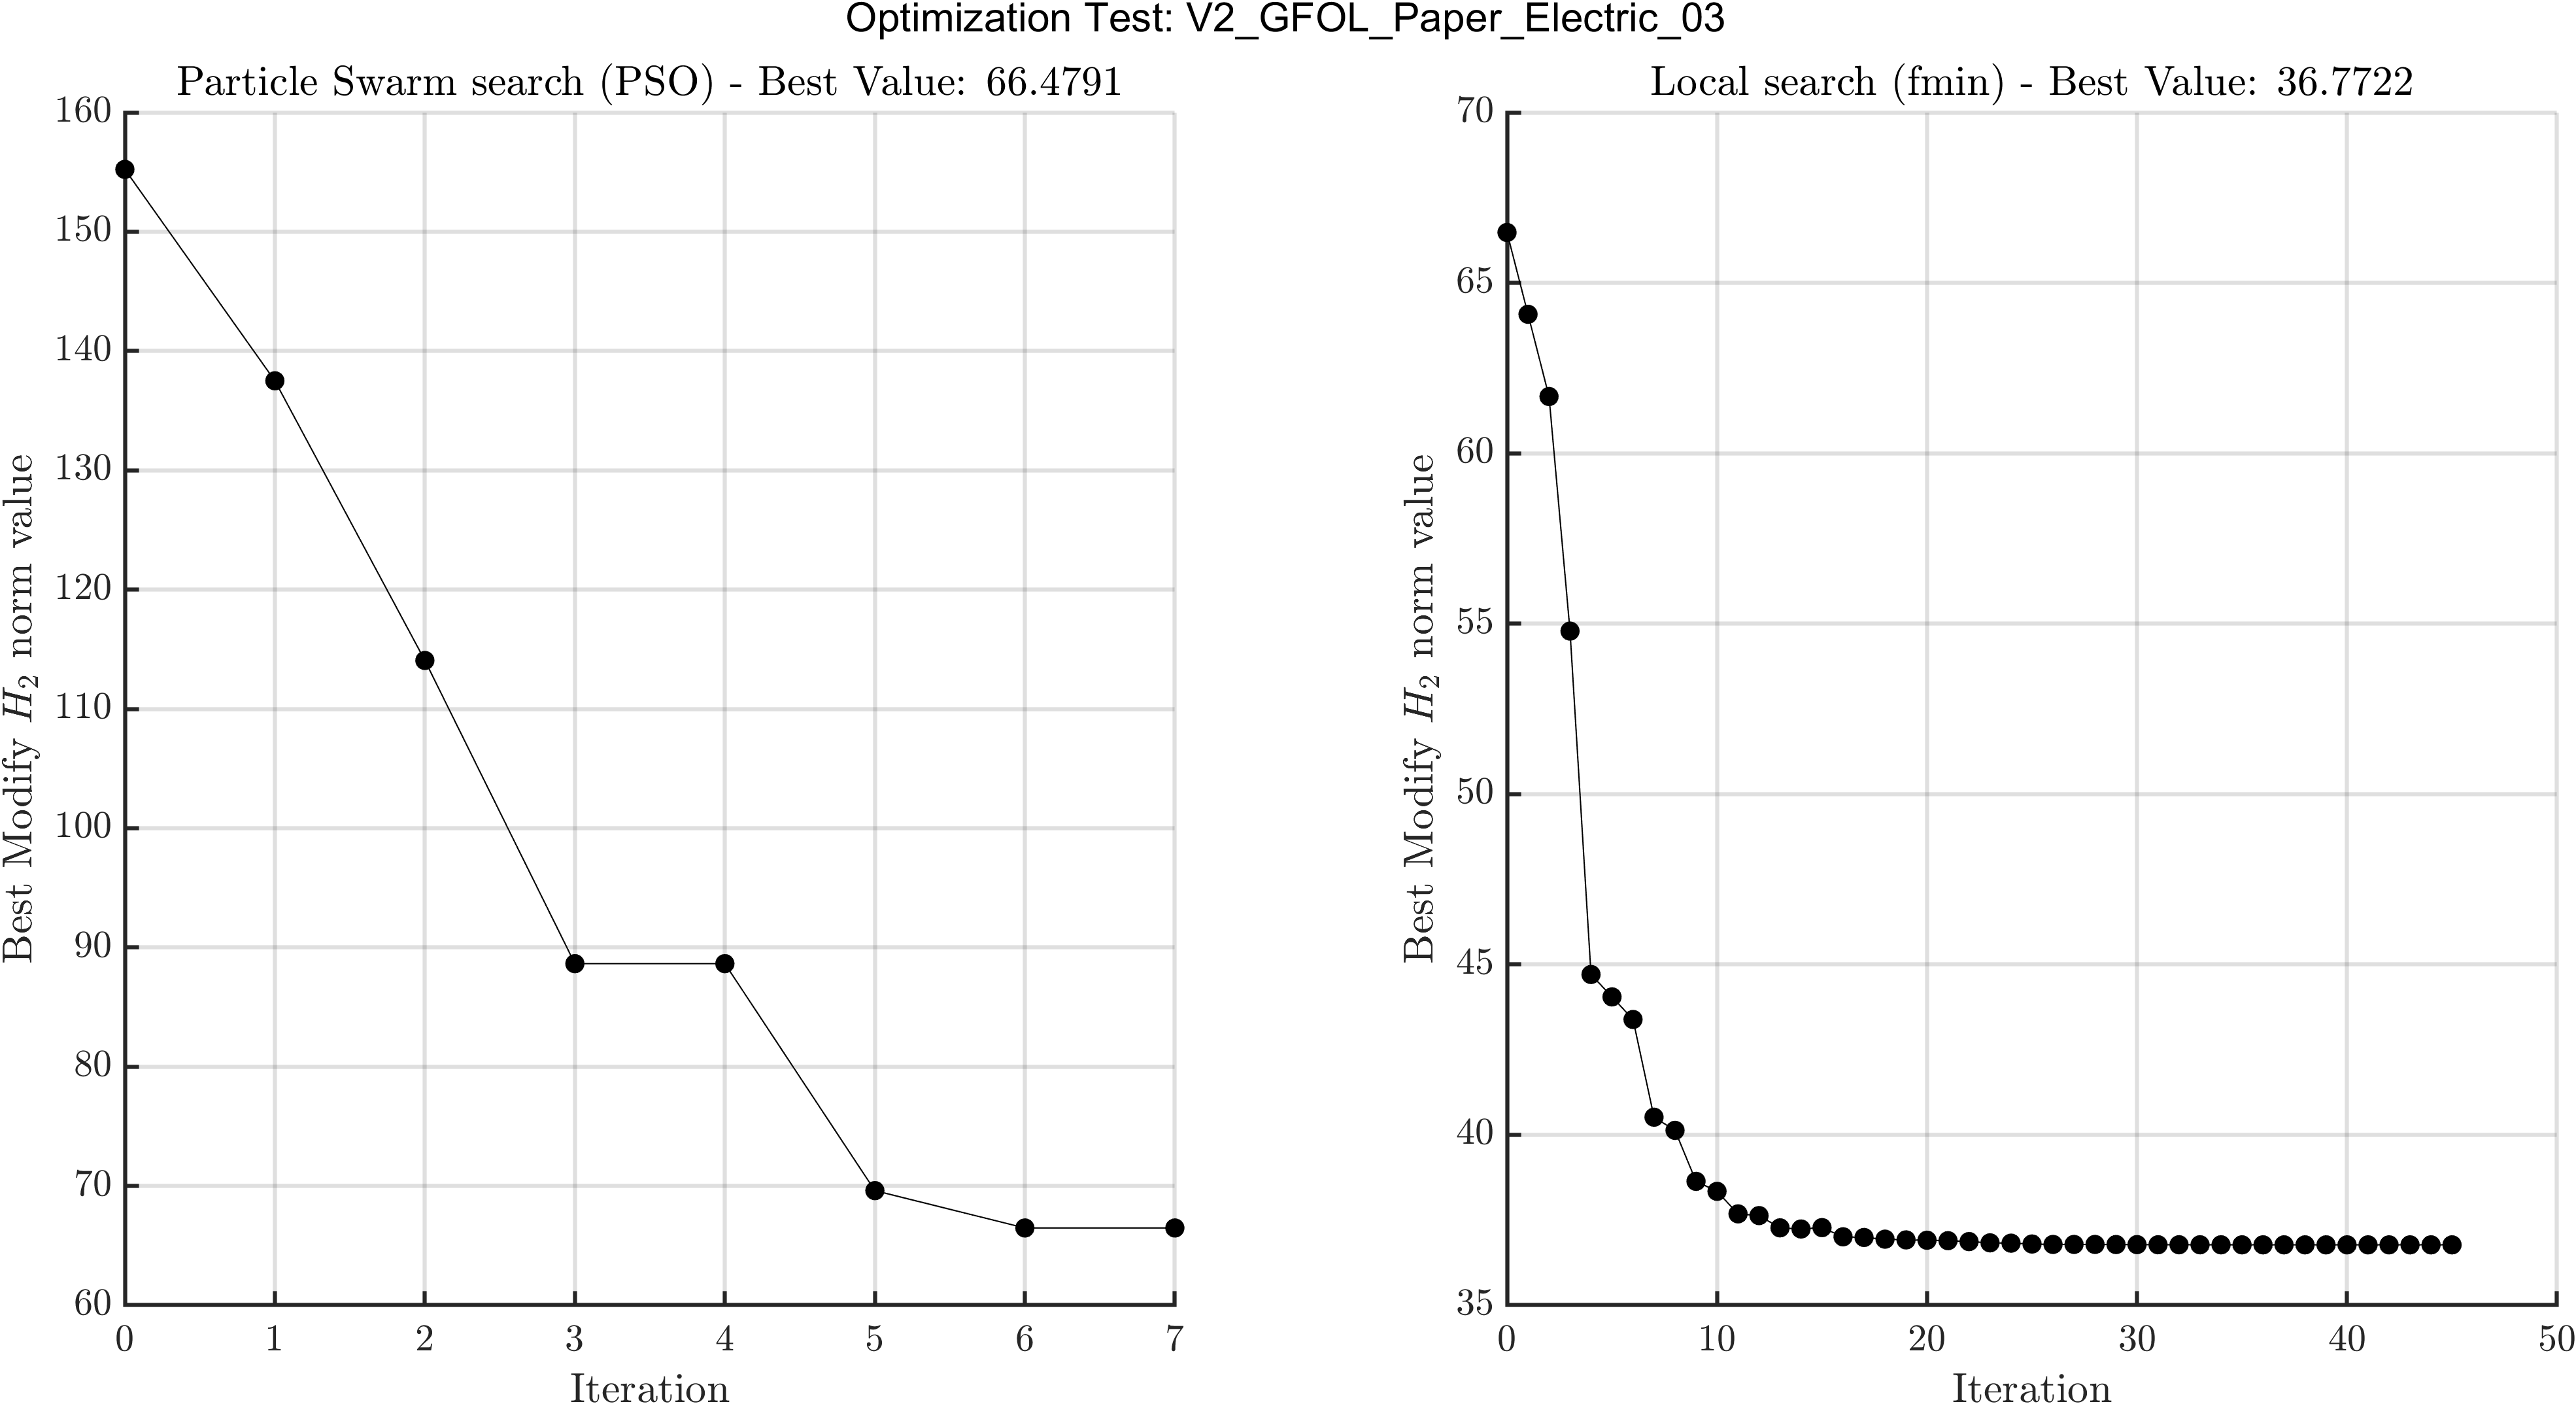 Optimization Test: V2_GFOL_Paper_Electric_03
Particle Swarm search (PSO) - Best Value: 66.4791
160
150
140
130
120
110
100
90
80
70
60
Best Modify H2 norm value
0 1 2 3 4 5 6 7
Iteration
Local search (fmin) - Best Value: 36.7722
70
65
60
55
50
45
40
35
Best Modify H2 norm value
0 10 20 30 40 50
Iteration